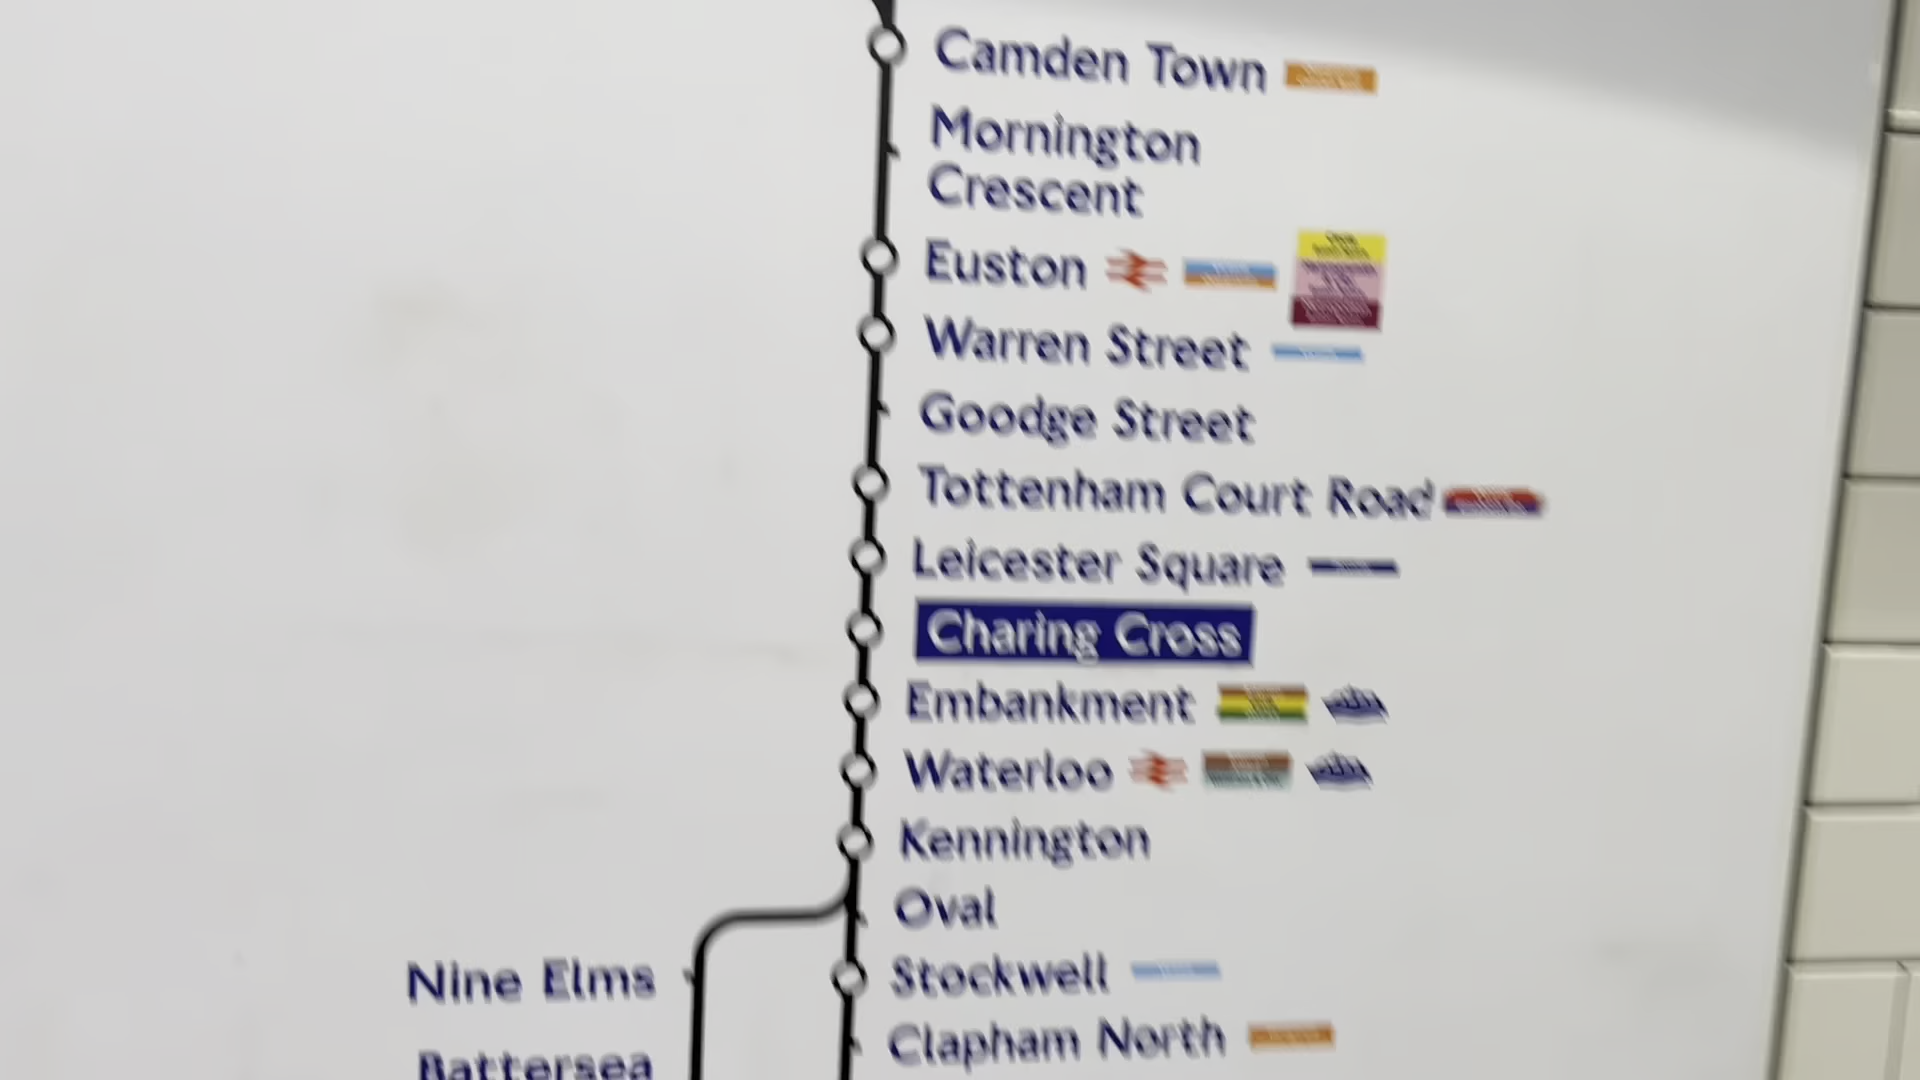 Camden Town
Mornington
Crescent
Euston
Warren Street
Goodge Street
Tottenham Court Road
Leicester Square
Charing Cross
Embankment
Waterloo
Kennington
Oval
Nine Elms
Stockwell
Clapham North
Battersea